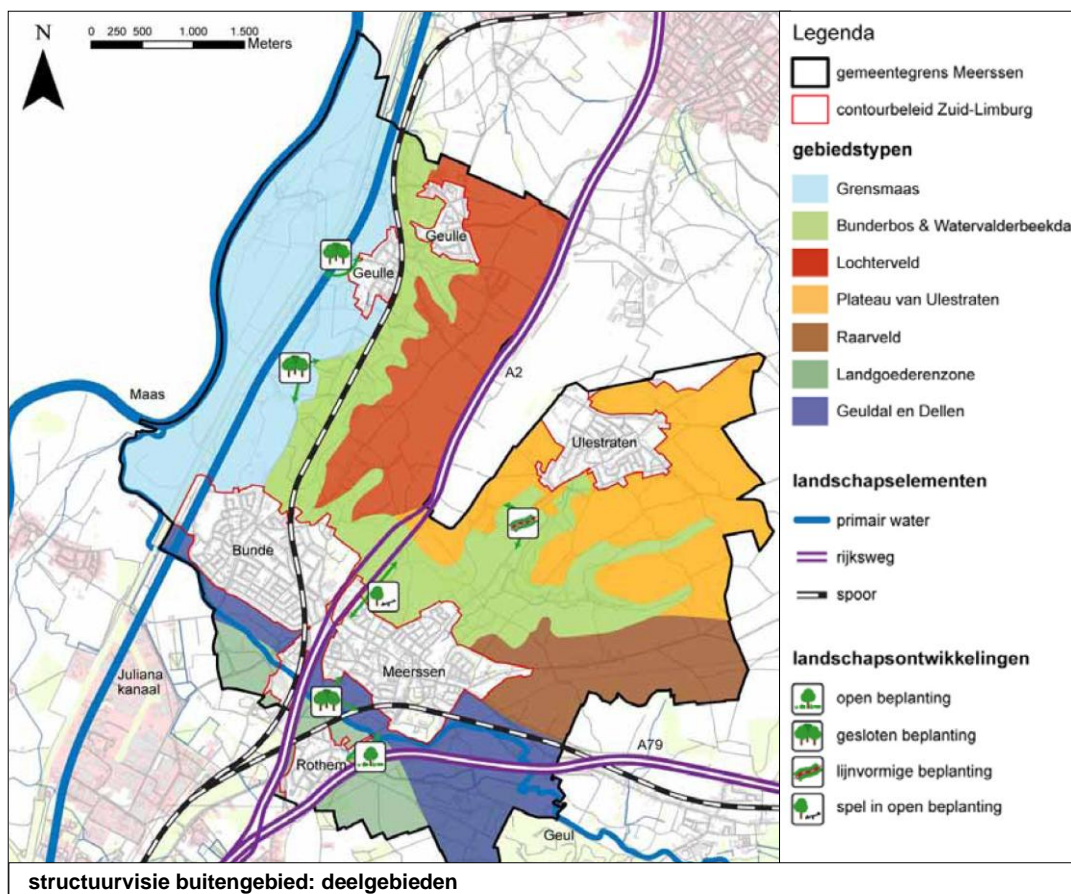 N
0 250 500 1.000 1.500
Meters
Geulle
Geulle
A2
Maas
Ulestraten
Bunde
Juliana
kanaal
Meerssen
Rothem
A79
Geul
Legenda
gemeentegrens Meerssen
contourbeleid Zuid-Limburg
gebiedstypen
Grensmaas
Bunderbos & Watervalderbeekda
Lochterveld
Plateau van Ulestraten
Raarveld
Landgoederenzone
Geuldal en Dellen
landschapselementen
primair water
rijksweg
spoor
landschapsontwikkelingen
open beplanting
gesloten beplanting
lijnvormige beplanting
spel in open beplanting
structuurvisie buitengebied: deelgebieden